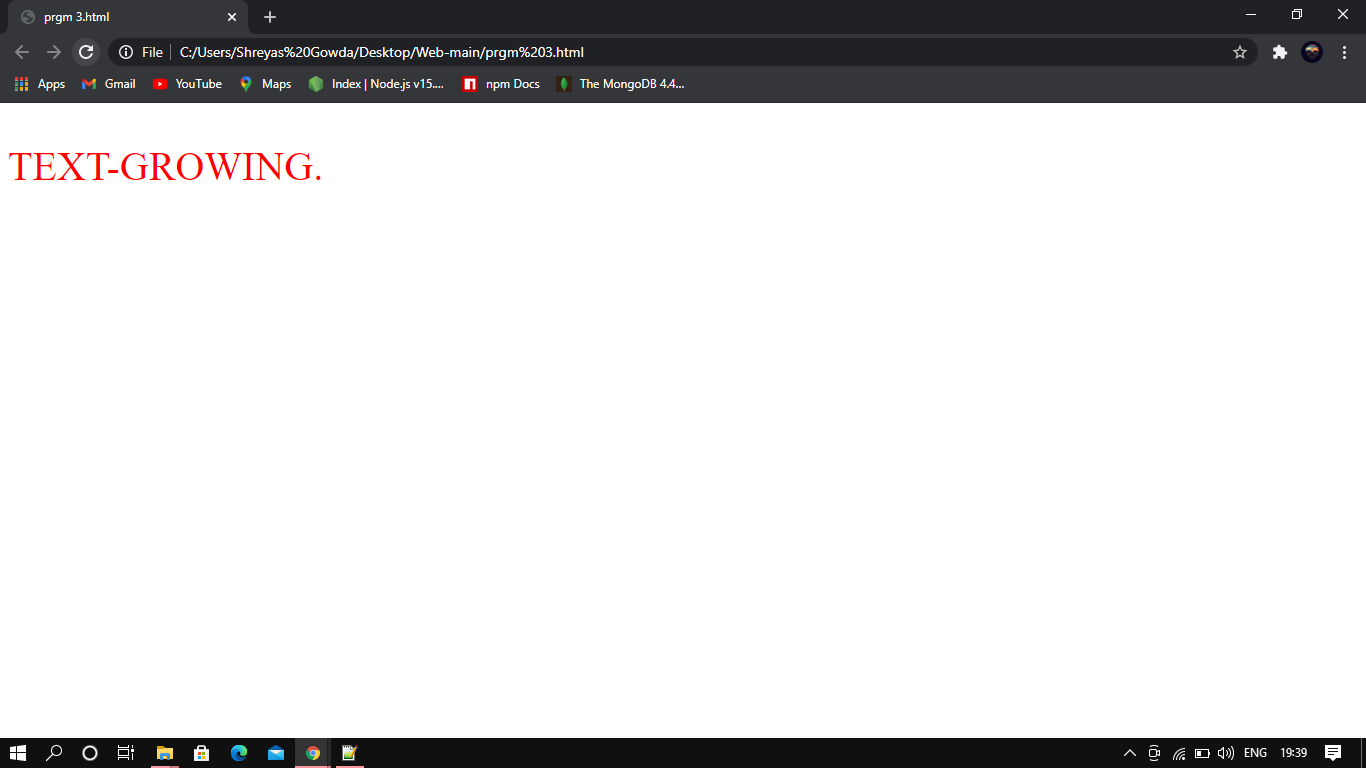 prgm 3.html
File C:/Users/Shreyas%20Gowda/Desktop/Web-main/prgm%203.html
Apps Gmail YouTube Maps Index | Node.js v15.... npm Docs The MongoDB 4.4...
TEXT-GROWING.
ENG 19:39